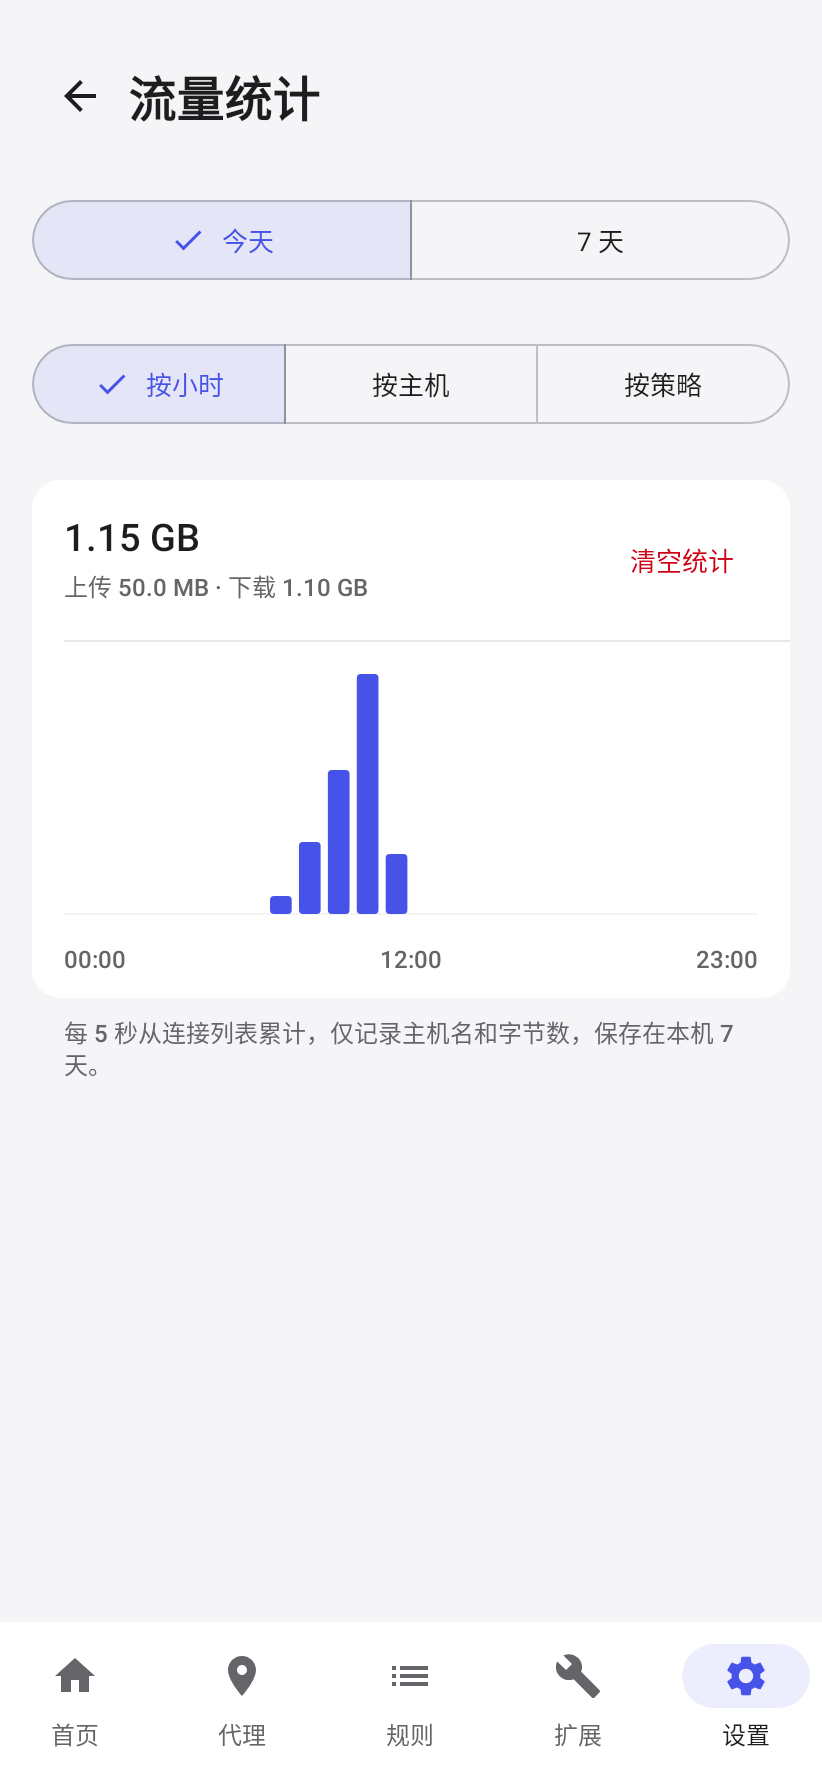 流量统计
今天
7 天
按小时
按主机
按策略
1.15 GB
上传 50.0 MB · 下载 1.10 GB
清空统计
00:00
12:00
23:00
每 5 秒从连接列表累计，仅记录主机名和字节数，保存在本机 7
天。
首页
代理
规则
扩展
设置